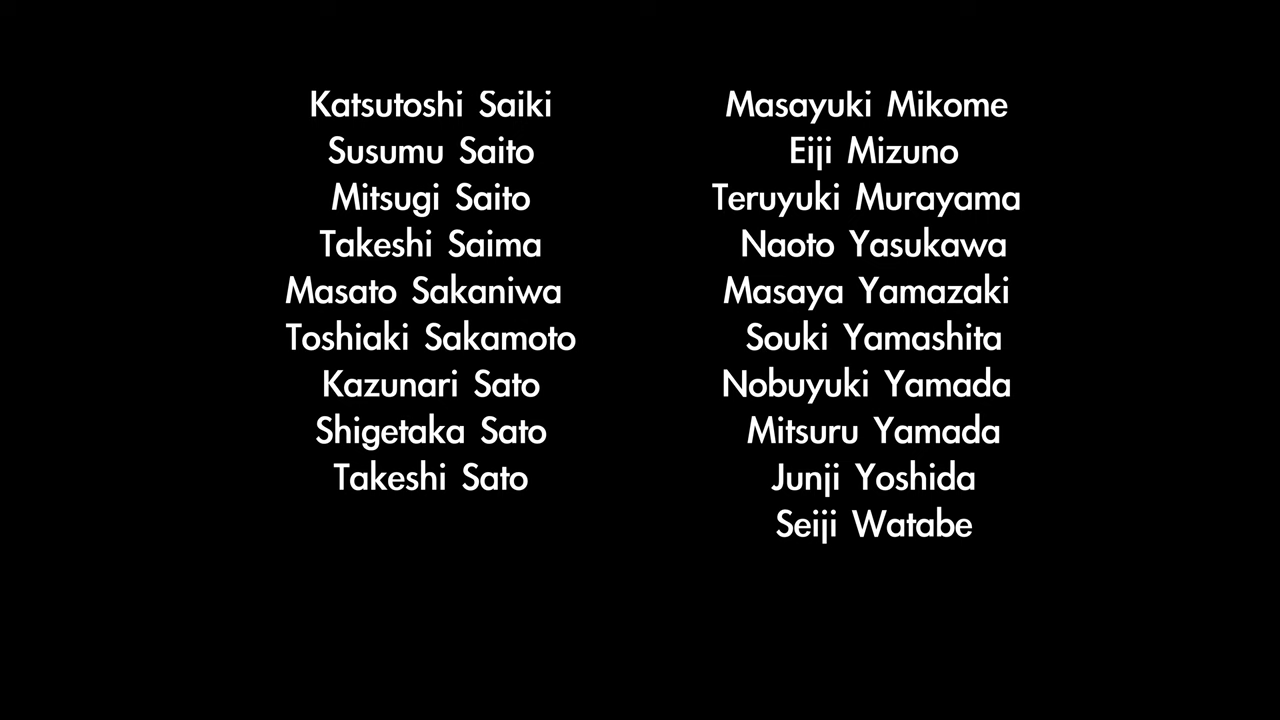 Katsutoshi Saiki
Susumu Saito
Mitsugi Saito
Takeshi Saima
Masato Sakaniwa
Toshiaki Sakamoto
Kazunari Sato
Shigetaka Sato
Takeshi Sato
Masayuki Mikome
Eiji Mizuno
Teruyuki Murayama
Naoto Yasukawa
Masaya Yamazaki
Souki Yamashita
Nobuyuki Yamada
Mitsuru Yamada
Junji Yoshida
Seiji Watabe